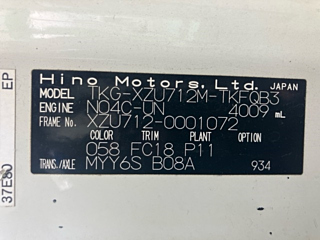 Hino Motors, Ltd. JAPAN
MODEL TKG-XZU712M-TKFQB3
ENGINE N04C-UN 4009 mL
FRAME No. XZU712-0001072
COLOR TRIM PLANT OPTION
058 FC18 P11
TRANS./AXLE MYY6S B08A 934
EP
37E80